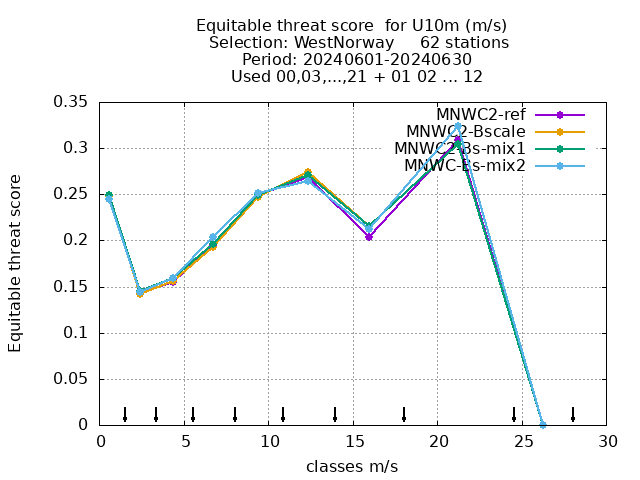 Equitable threat score  for U10m (m/s)
Selection: WestNorway     62 stations
Period: 20240601-20240630
Used 00,03,...,21 + 01 02 ... 12
MNWC2-ref
MNWC2-Bscale
MNWC2-Bs-mix1
MNWC-Bs-mix2
Equitable threat score
0.35
0.3
0.25
0.2
0.15
0.1
0.05
0
0 5 10 15 20 25 30
classes m/s